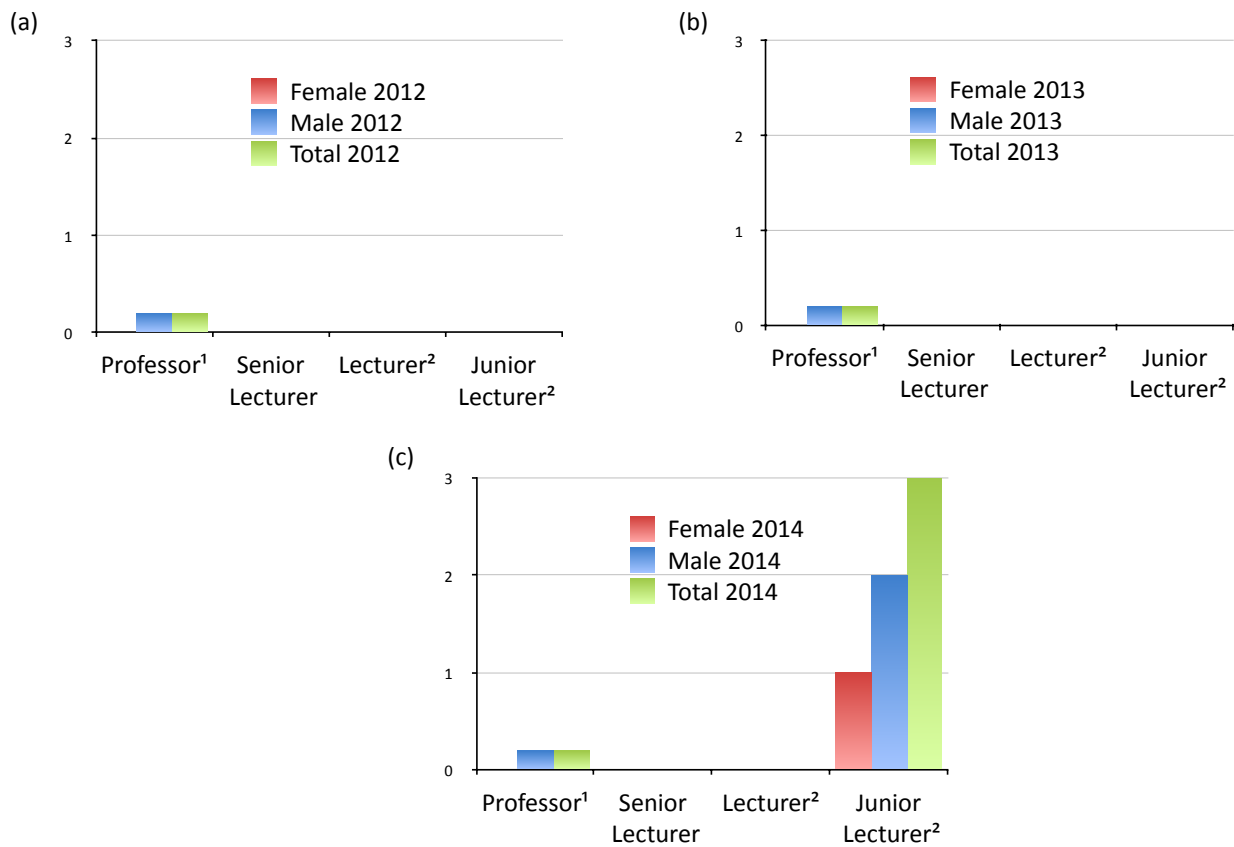 (a)
3
2
1
0
Female 2012
Male 2012
Total 2012
Professor¹
Senior
Lecturer
Lecturer²
Junior
Lecturer²
(b)
3
2
1
0
Female 2013
Male 2013
Total 2013
Professor¹
Senior
Lecturer
Lecturer²
Junior
Lecturer²
(c)
3
2
1
0
Female 2014
Male 2014
Total 2014
Professor¹
Senior
Lecturer
Lecturer²
Junior
Lecturer²